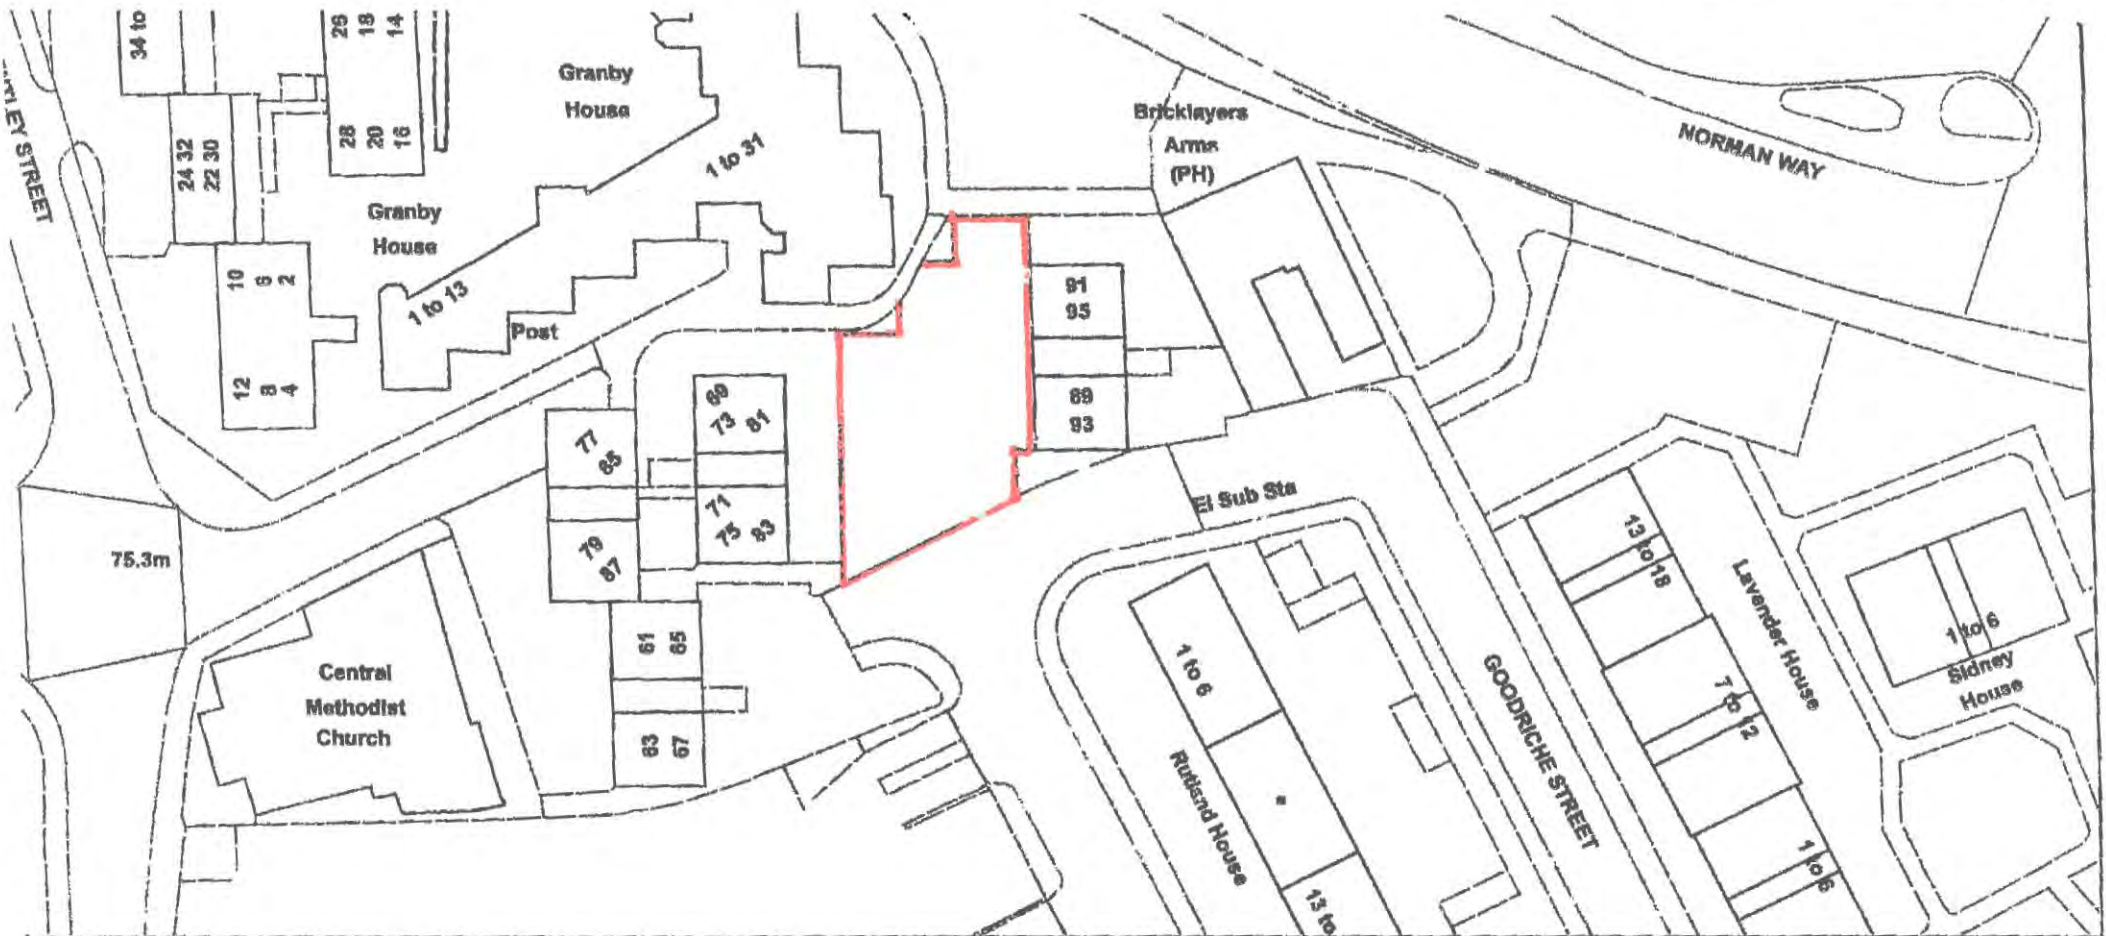 34 to
26
18
14
28
20
16
24 32
22 30
Granby
House
1 to 31
Bricklayers
Arms
(PH)
NORMAN WAY
TLEY STREET
Granby
House
10
6
2
12
8
4
1 to 13
Post
91
95
89
93
69
73 81
71
75 83
77
85
79
87
El Sub Sta
75.3m
61 65
63 67
Central
Methodist
Church
1 to 6
Rutland House
13 to
GOODRICHE STREET
13 to 18
7 to 12
1 to 6
Lavender House
1 to 6
Sidney
House